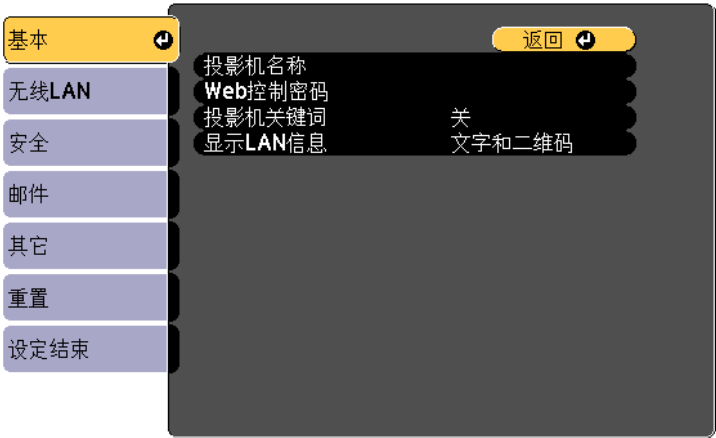 基本
无线LAN
安全
邮件
其它
重置
设定结束
返回
投影机名称
Web控制密码
投影机关键词 关
显示LAN信息 文字和二维码